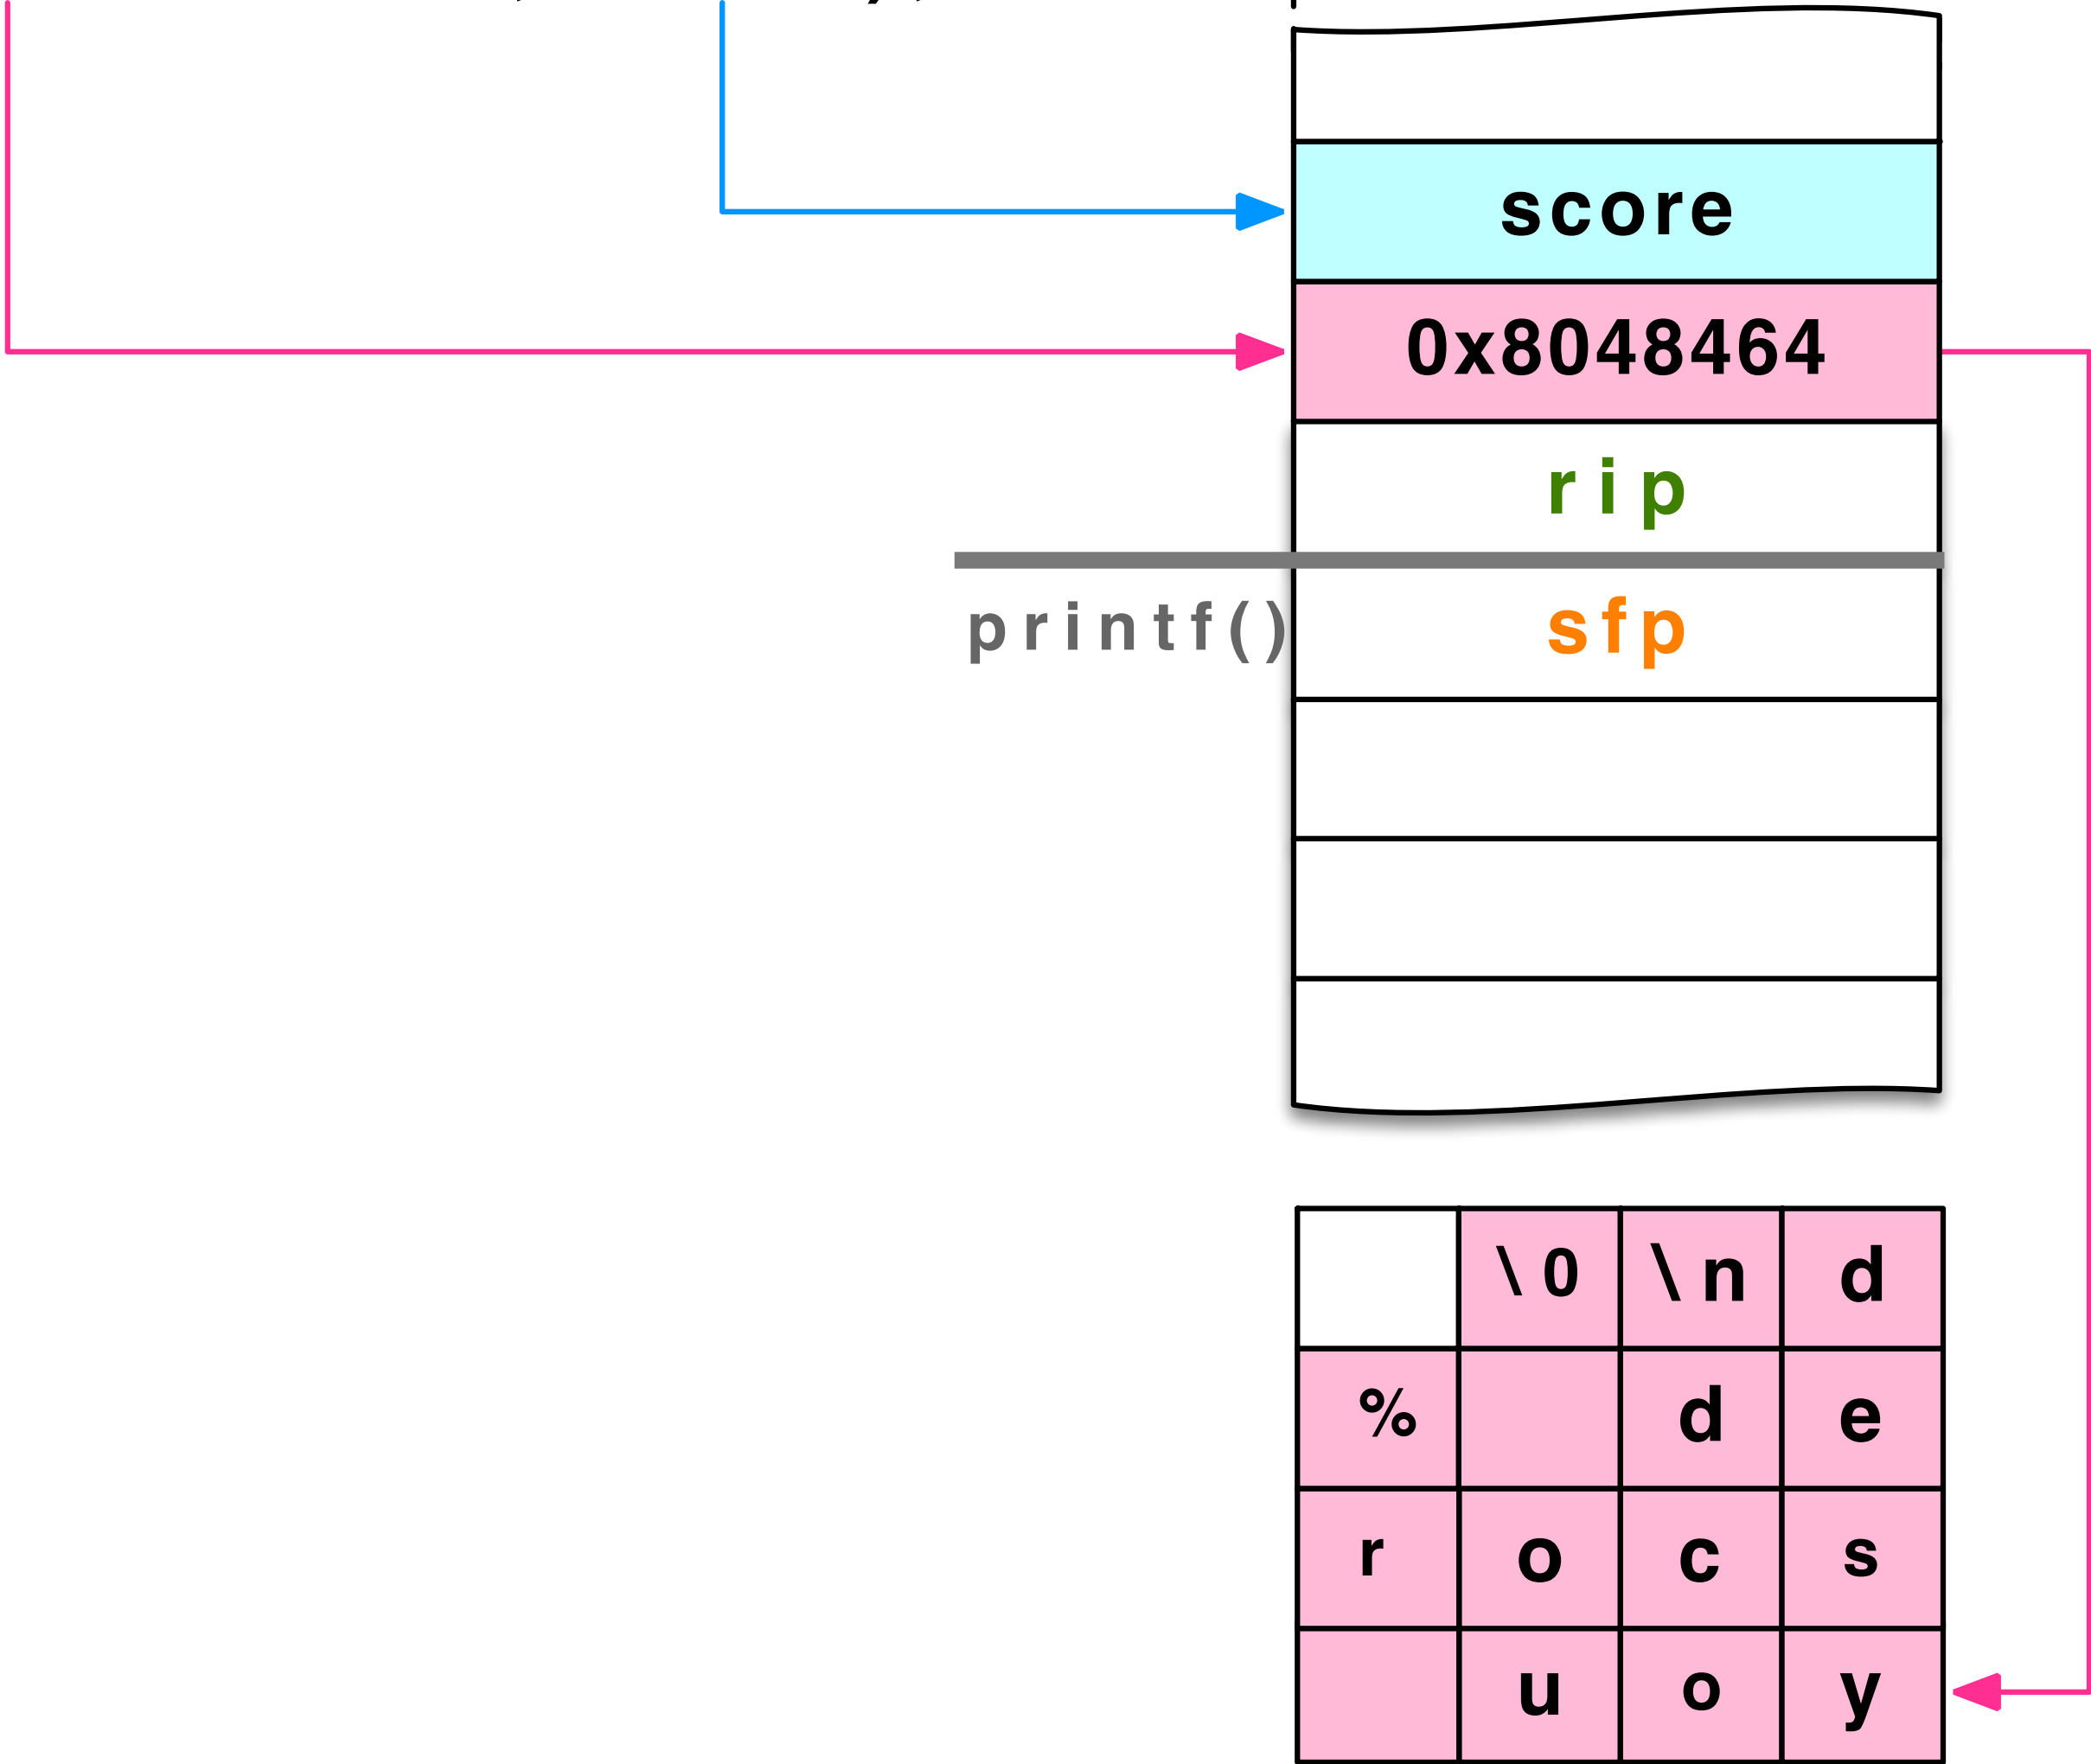 score
0x8048464
rip
printf() sfp
\0 \n d
% d e
r o c s
u o y